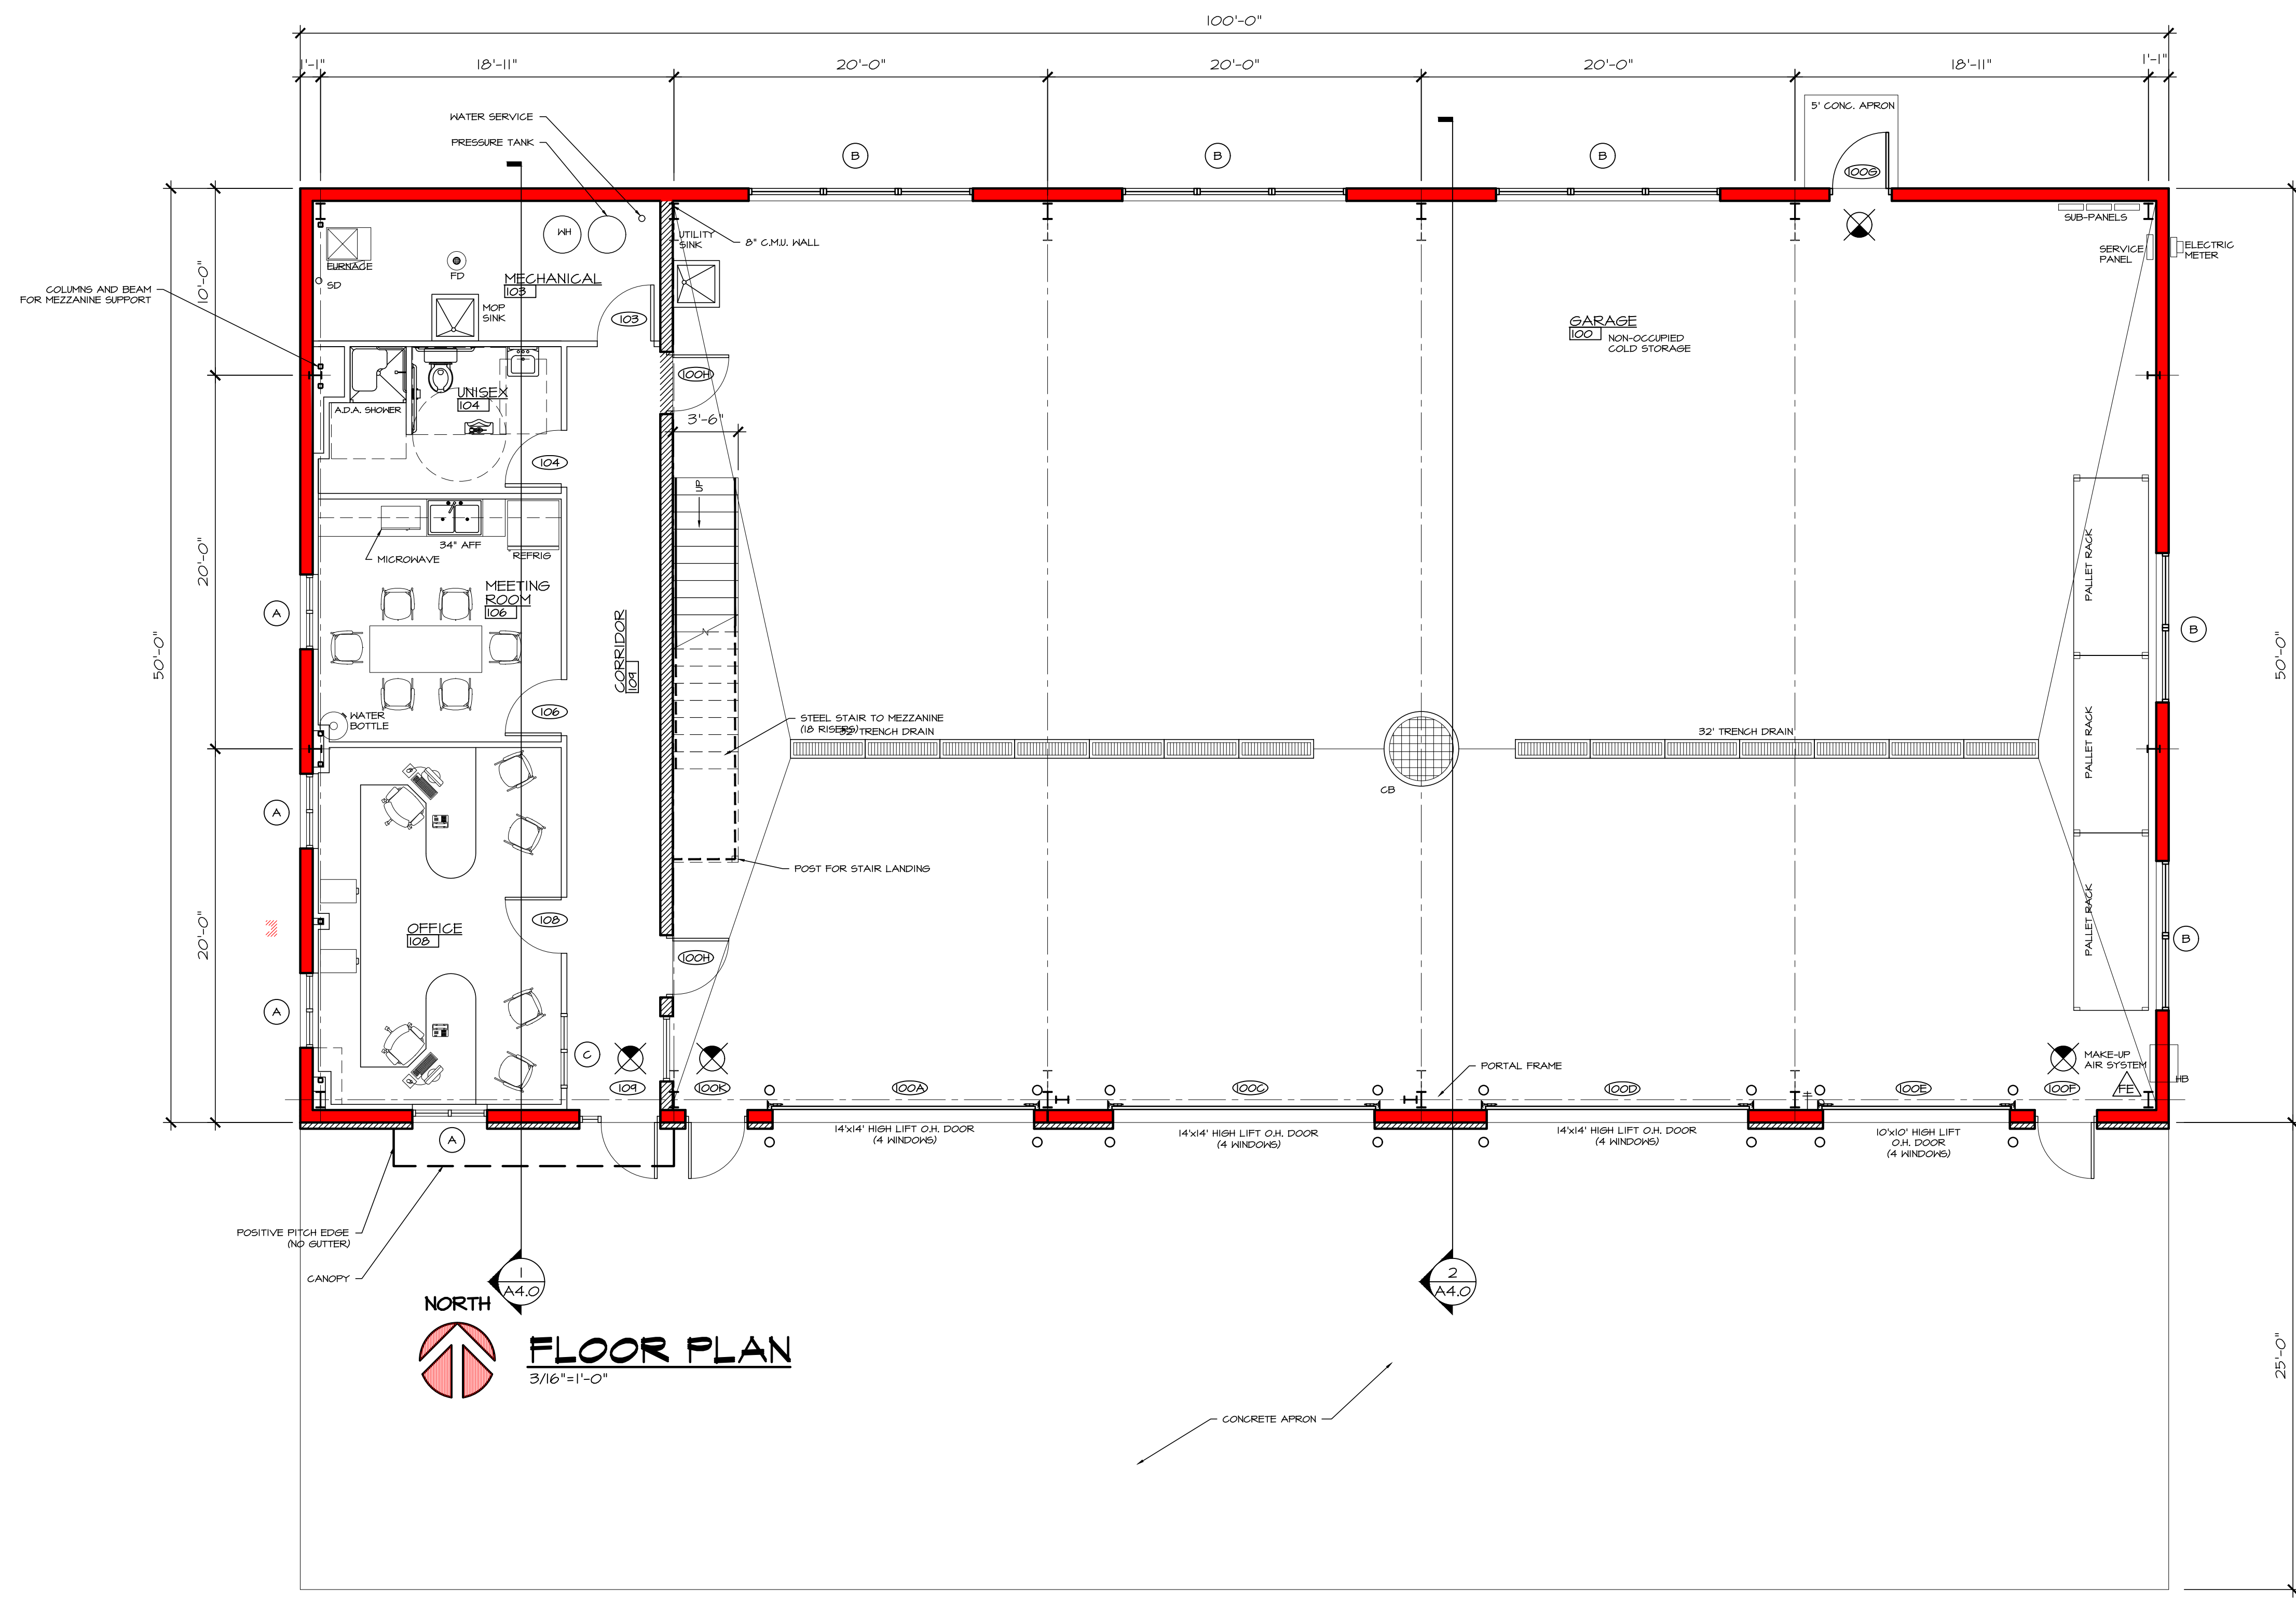 100'-0"
1'-1"
18'-11"
20'-0"
20'-0"
20'-0"
18'-11"
1'-1"
5' CONC. APRON
WATER SERVICE
PRESSURE TANK
B
B
B
100G
SUB-PANELS
SERVICE
PANEL
ELECTRIC
METER
WH
UTILITY
SINK
8" C.M.U. WALL
FURNACE
SD
FD
MECHANICAL
103
MOP
SINK
103
COLUMNS AND BEAM
FOR MEZZANINE SUPPORT
10'-0"
GARAGE
100
NON-OCCUPIED
COLD STORAGE
100H
UNISEX
104
A.D.A. SHOWER
3'-6"
104
UP
20'-0"
50'-0"
MICROWAVE
34" AFF
REFRIG
MEETING
ROOM
106
A
CORRIDOR
109
PALLET RACK
B
50'-0"
106
WATER
BOTTLE
STEEL STAIR TO MEZZANINE
(18 RISERS)
32' TRENCH DRAIN
32' TRENCH DRAIN
PALLET RACK
CB
A
POST FOR STAIR LANDING
20'-0"
OFFICE
108
108
100H
PALLET RACK
B
A
C
109
100K
100A
100C
PORTAL FRAME
100D
100E
100F
MAKE-UP
AIR SYSTEM
FE
HB
A
14'x14' HIGH LIFT O.H. DOOR
(4 WINDOWS)
14'x14' HIGH LIFT O.H. DOOR
(4 WINDOWS)
14'x14' HIGH LIFT O.H. DOOR
(4 WINDOWS)
10'x10' HIGH LIFT
O.H. DOOR
(4 WINDOWS)
POSITIVE PITCH EDGE
(NO GUTTER)
CANOPY
1
A4.0
2
A4.0
NORTH
FLOOR PLAN
3/16"=1'-0"
25'-0"
CONCRETE APRON